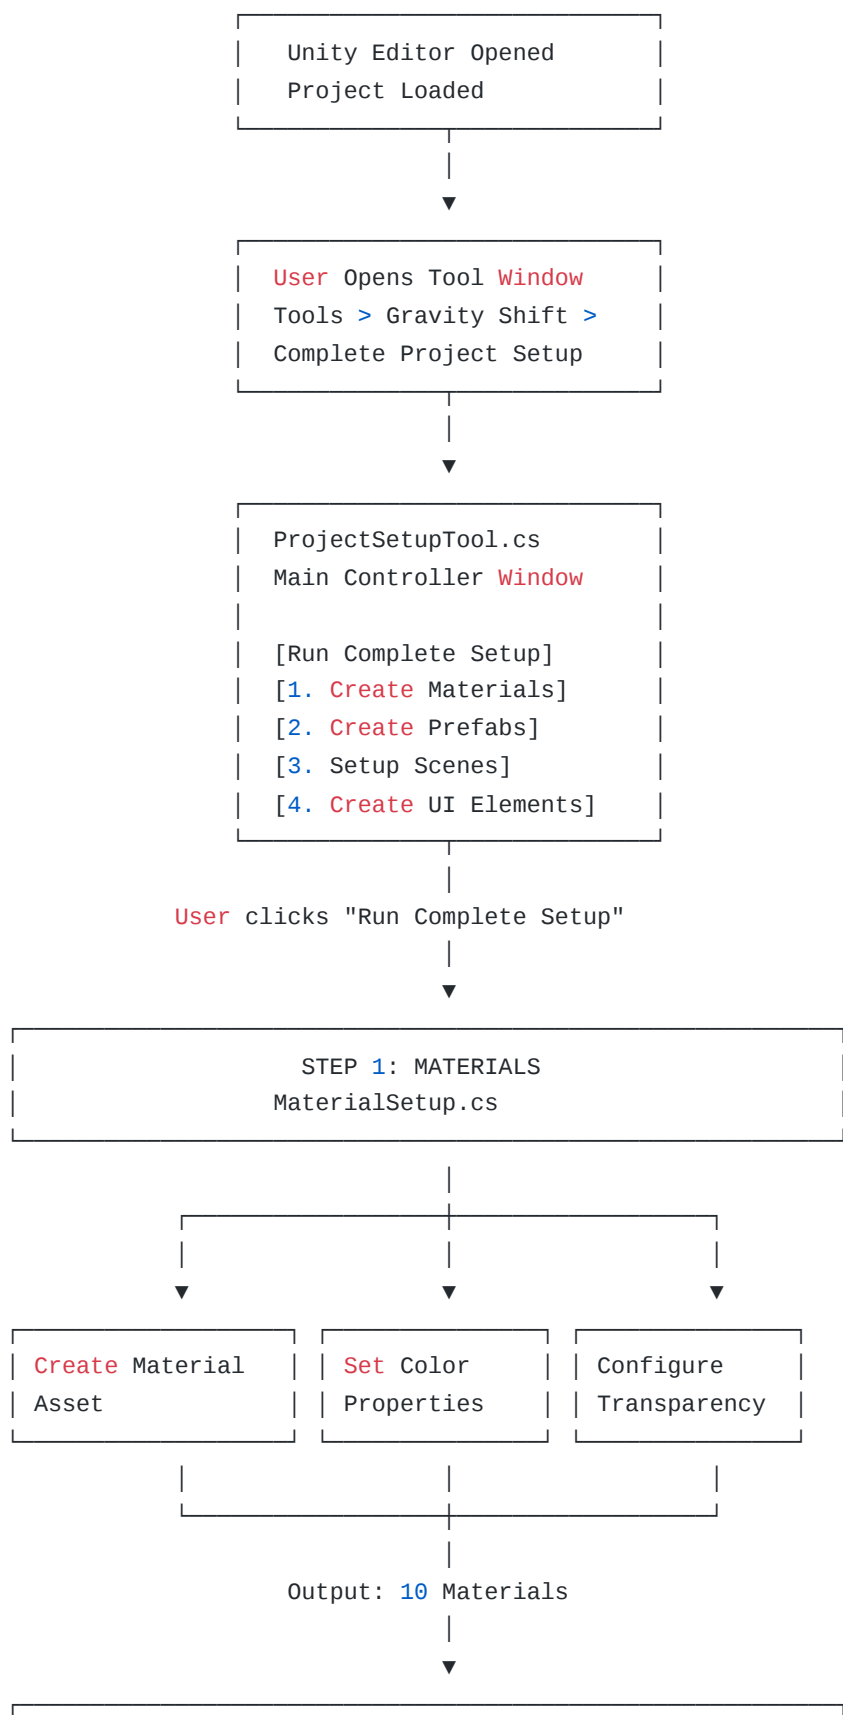 Unity Editor Opened
Project Loaded
User Opens Tool Window
Tools > Gravity Shift >
Complete Project Setup
ProjectSetupTool.cs
Main Controller Window
[Run Complete Setup]
[1. Create Materials]
[2. Create Prefabs]
[3. Setup Scenes]
[4. Create UI Elements]
User clicks "Run Complete Setup"
STEP 1: MATERIALS
MaterialSetup.cs
Create Material
Asset
Set Color
Properties
Configure
Transparency
Output: 10 Materials